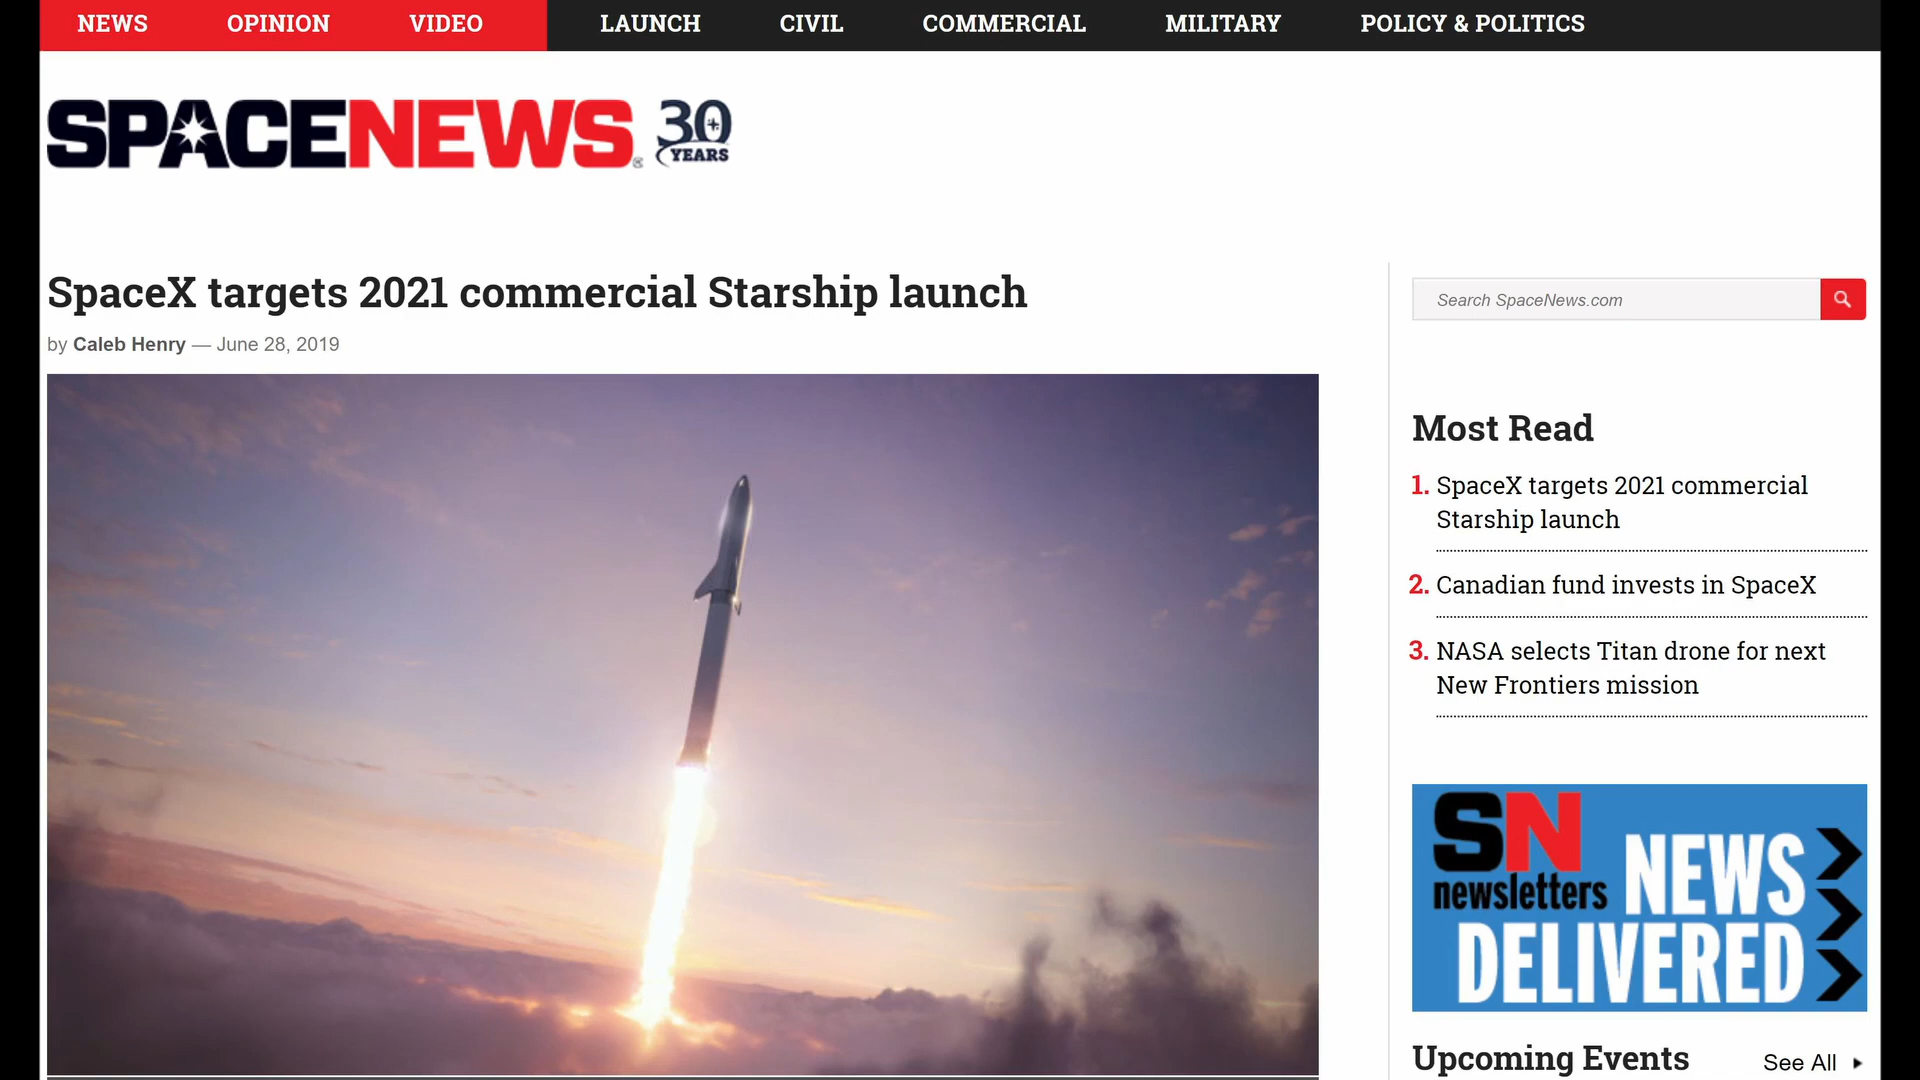 NEWS OPINION VIDEO LAUNCH CIVIL COMMERCIAL MILITARY POLICY & POLITICS
SPACENEWS® 30
YEARS
SpaceX targets 2021 commercial Starship launch
by Caleb Henry — June 28, 2019
Search SpaceNews.com
Most Read
1. SpaceX targets 2021 commercial
Starship launch
2. Canadian fund invests in SpaceX
3. NASA selects Titan drone for next
New Frontiers mission
SN
newsletters NEWS
DELIVERED
Upcoming Events See All